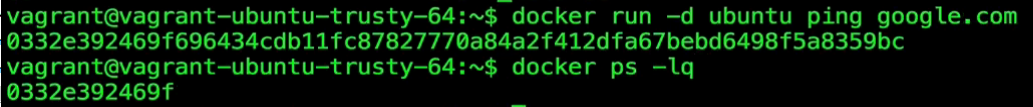 vagrant@vagrant-ubuntu-trusty-64:~$ docker run -d ubuntu ping google.com
0332e392469f696434cdb11fc87827770a84a2f412dfa67bebd6498f5a8359bc
vagrant@vagrant-ubuntu-trusty-64:~$ docker ps -lq
0332e392469f